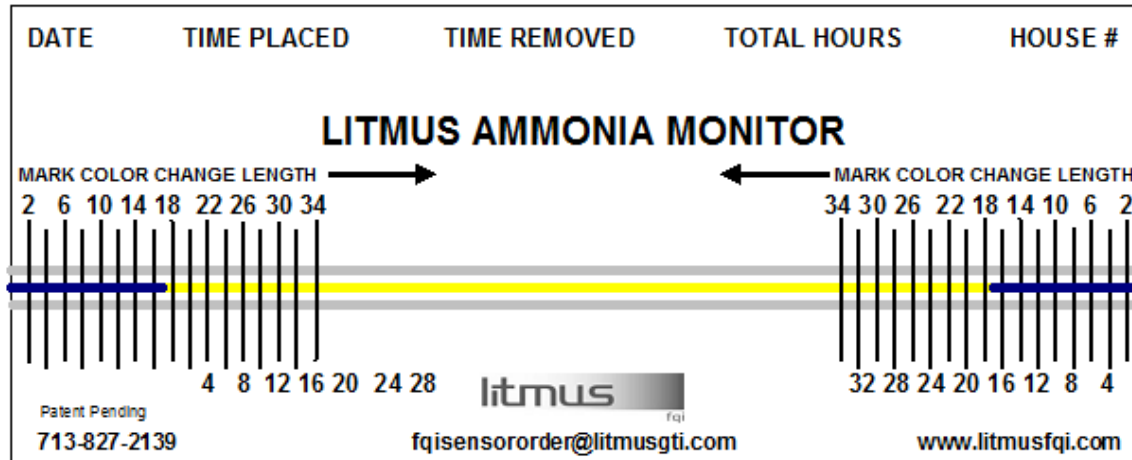 DATE TIME PLACED TIME REMOVED TOTAL HOURS HOUSE #
LITMUS AMMONIA MONITOR
MARK COLOR CHANGE LENGTH MARK COLOR CHANGE LENGTH
2 6 10 14 18 22 26 30 34 34 30 26 22 18 14 10 6 2
4 8 12 16 20 24 28 32 28 24 20 16 12 8 4
litmus
fqi
Patent Pending
713-827-2139 fqisensororder@litmusgti.com www.litmusfqi.com